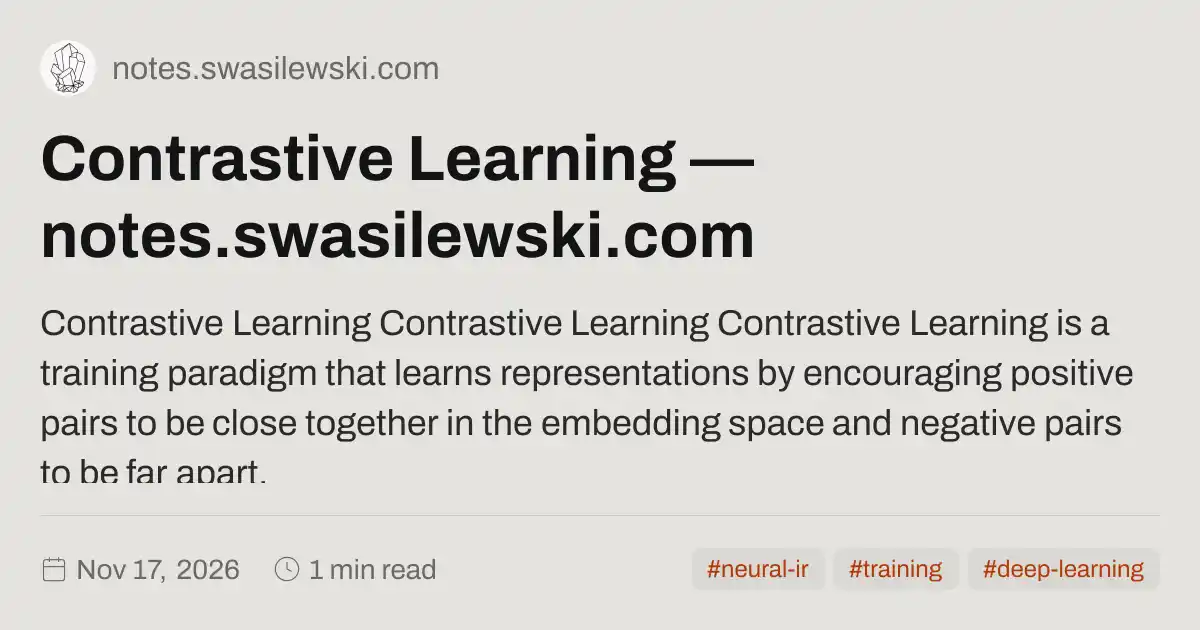 notes.swasilewski.com
Contrastive Learning —
notes.swasilewski.com
Contrastive Learning Contrastive Learning Contrastive Learning is a
training paradigm that learns representations by encouraging positive
pairs to be close together in the embedding space and negative pairs
to be far apart.
Nov 17, 2026 1 min read #neural-ir #training #deep-learning